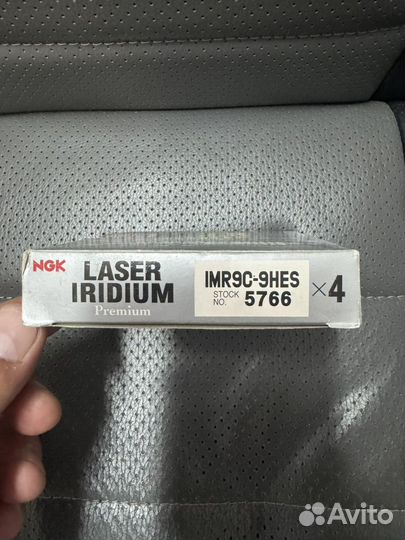 NGK LASER IRIDIUM Premium
IMR9C-9HES
STOCK NO. 5766
×4
Avito